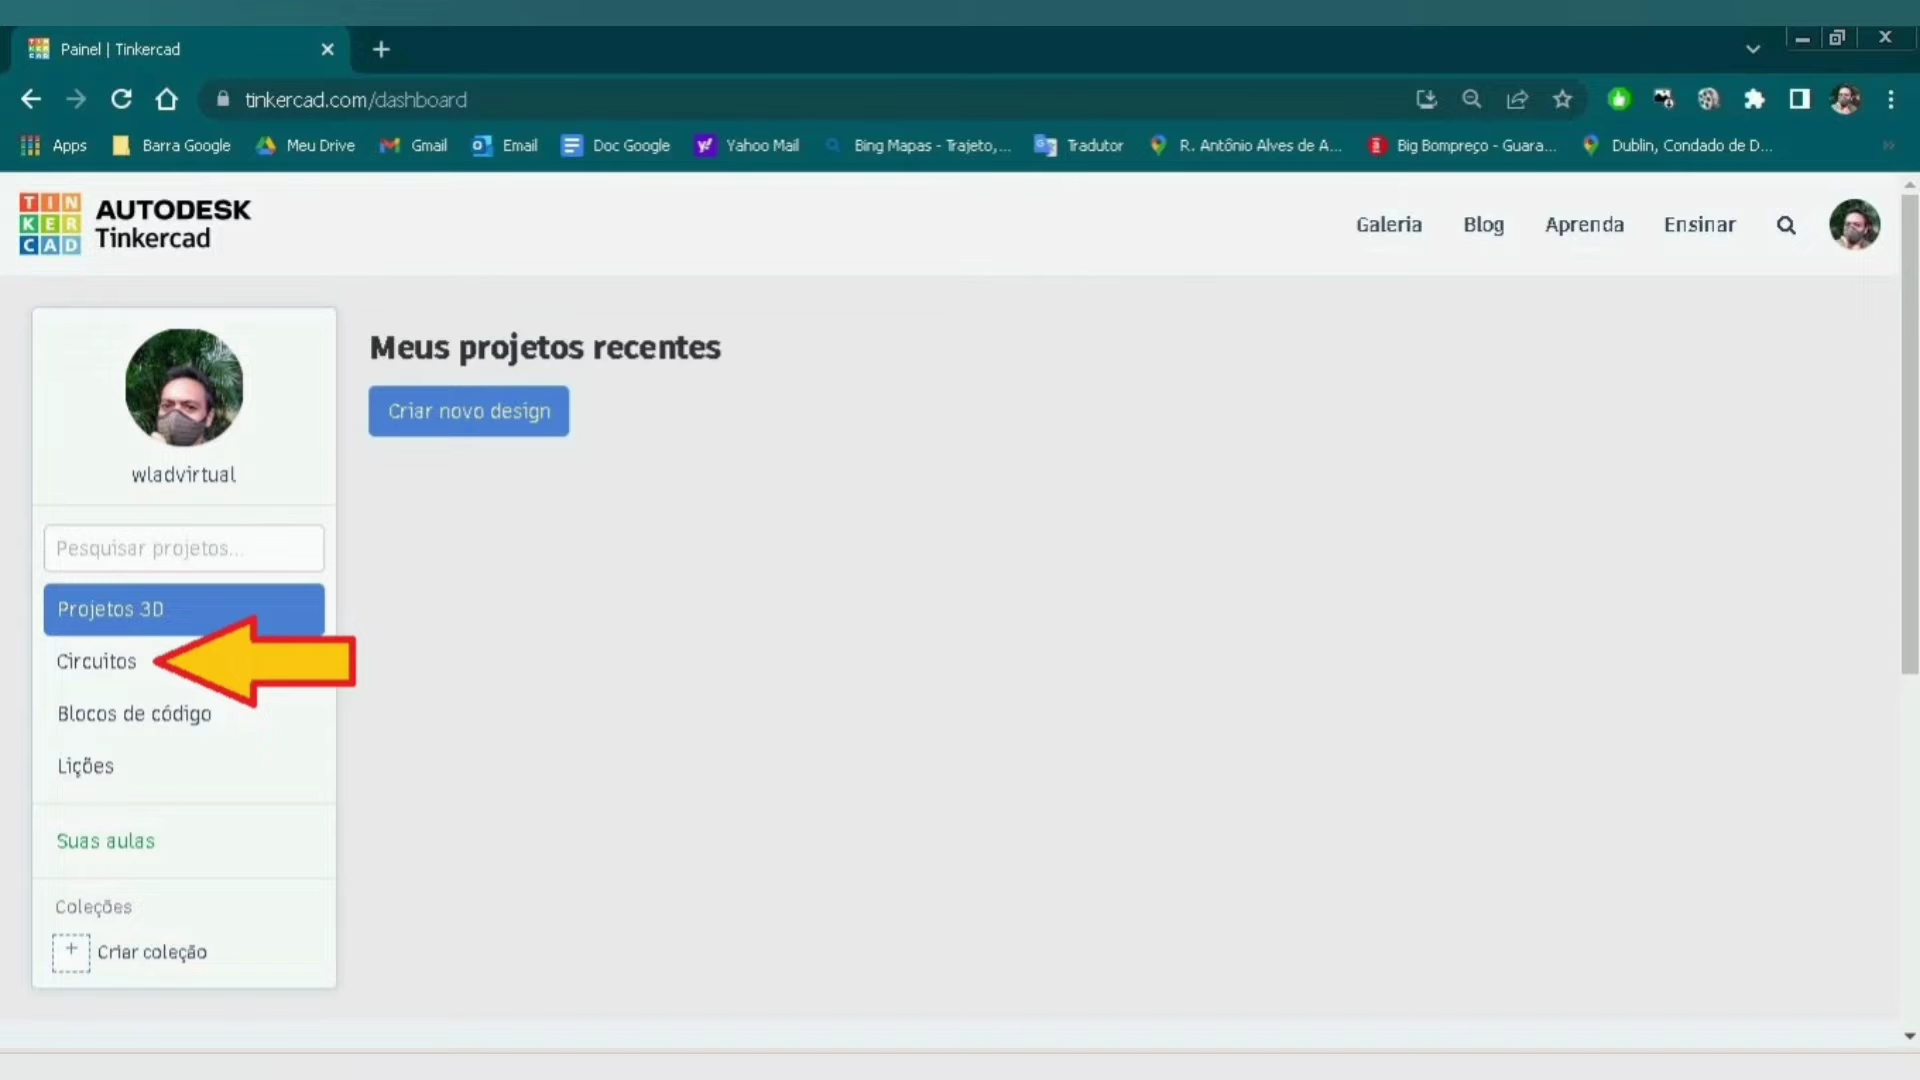 Painel | Tinkercad
tinkercad.com/dashboard
Apps Barra Google Meu Drive Gmail Email Doc Google Yahoo Mail Bing Mapas - Trajeto,... Tradutor R. Antônio Alves de A... Big Bompreço - Guara... Dublin, Condado de D...
TIN
KER
CAD
AUTODESK
Tinkercad
Galeria Blog Aprenda Ensinar
Meus projetos recentes
Criar novo design
wladvirtual
Pesquisar projetos...
Projetos 3D
Circuitos
Blocos de código
Lições
Suas aulas
Coleções
+ Criar coleção